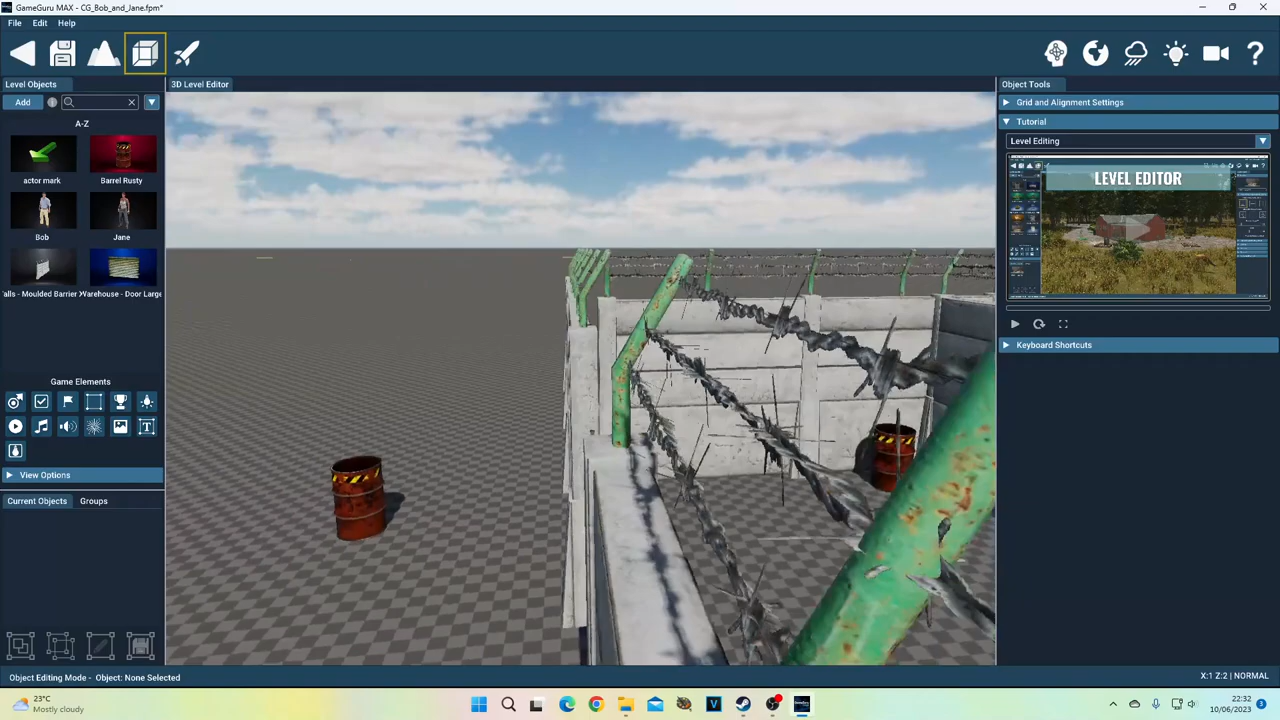 GameGuru MAX - CG_Bob_and_Jane.fpm*
File Edit Help
Level Objects
3D Level Editor
Object Tools
Add
Grid and Alignment Settings
A-Z
Tutorial
Level Editing
LEVEL EDITOR
actor mark
Barrel Rusty
Bob
Jane
alls - Moulded Barrier
Warehouse - Door Large
Keyboard Shortcuts
Game Elements
View Options
Current Objects Groups
Object Editing Mode - Object: None Selected
X:1 Z:2 | NORMAL
23°C
Mostly cloudy
22:32
10/06/2023